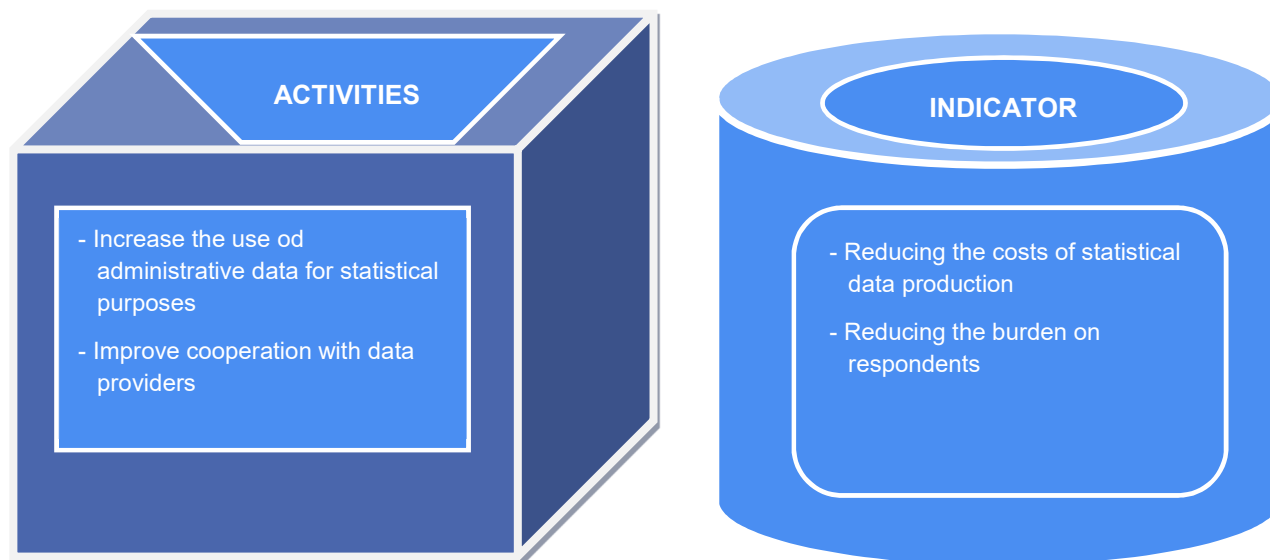 ACTIVITIES
- Increase the use od
administrative data for statistical
purposes
- Improve cooperation with data
providers
INDICATOR
- Reducing the costs of statistical
data production
- Reducing the burden on
respondents